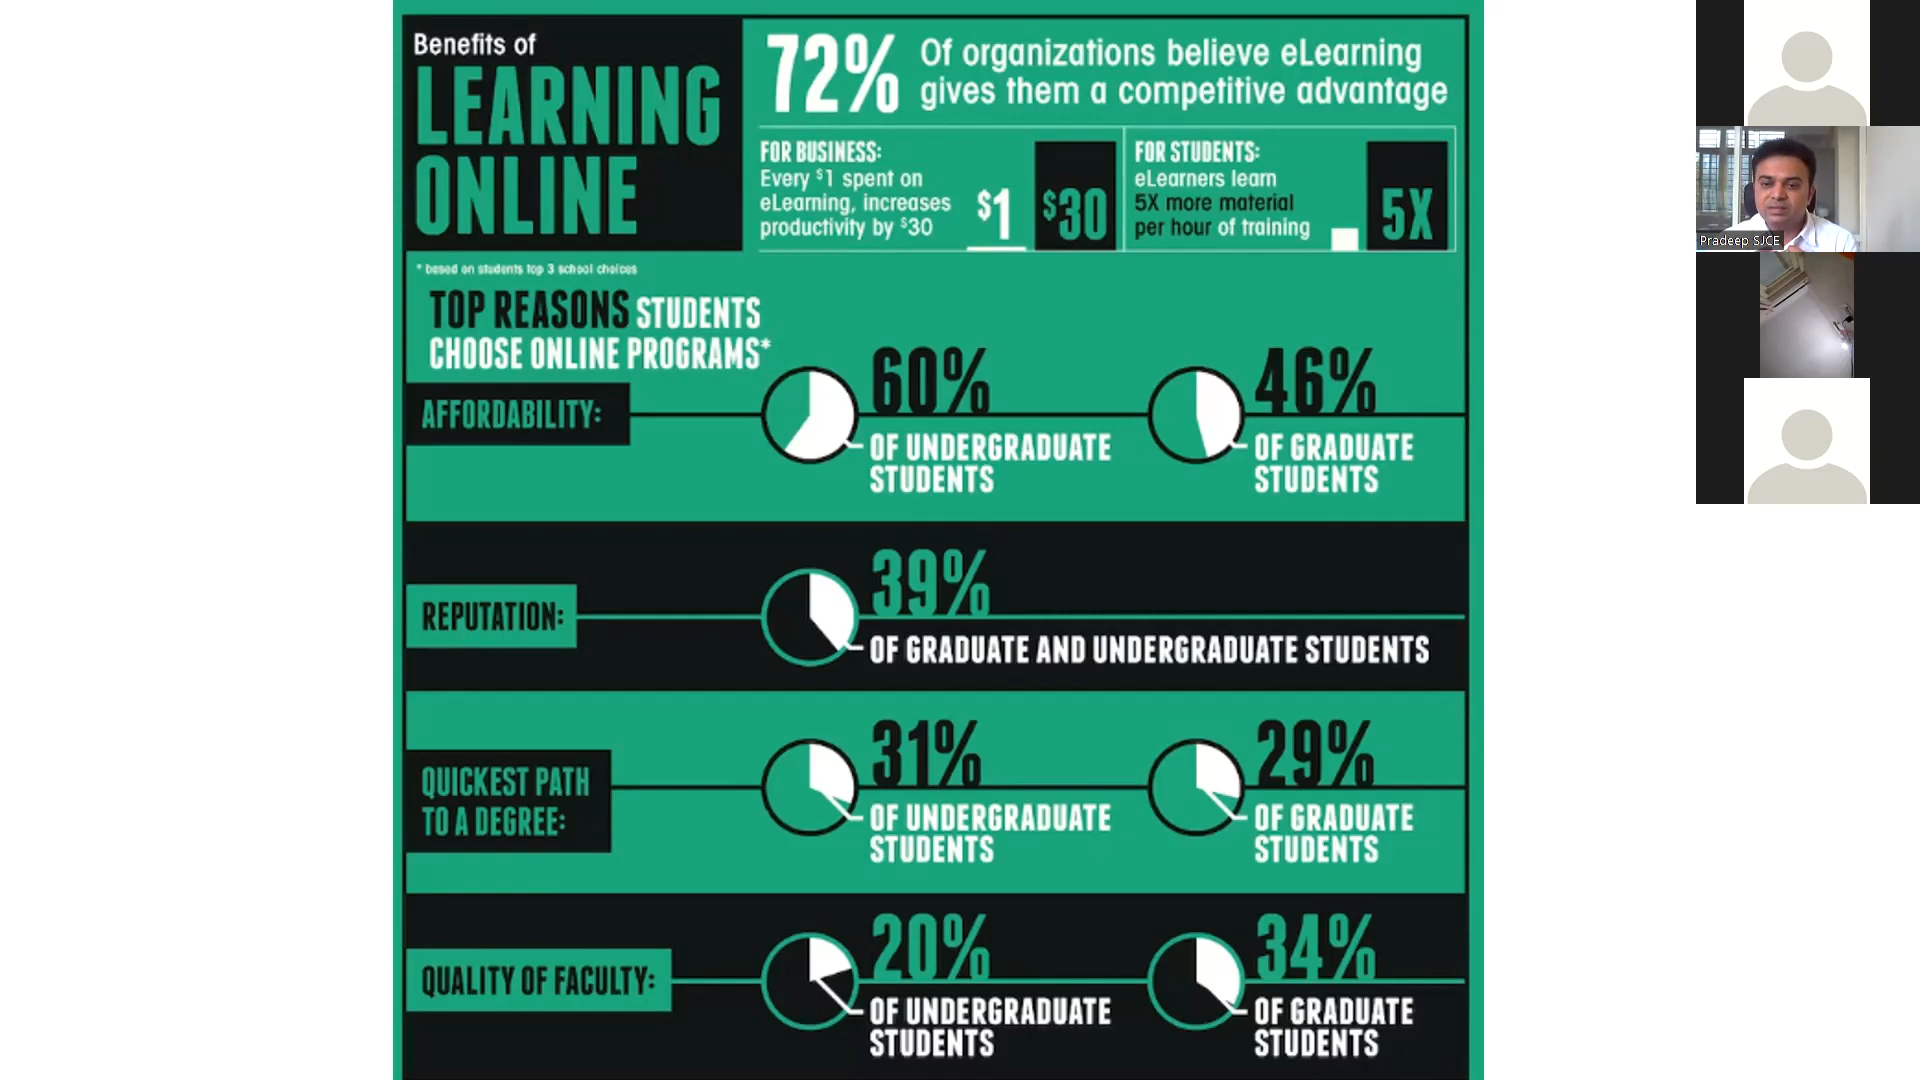 Benefits of
LEARNING
ONLINE
72%
Of organizations believe eLearning
gives them a competitive advantage
FOR BUSINESS:
Every $1 spent on
eLearning, increases
productivity by $30
$1
$30
FOR STUDENTS:
eLearners learn
5X more material
per hour of training
5X
* based on students top 3 school choices
TOP REASONS STUDENTS
CHOOSE ONLINE PROGRAMS*
AFFORDABILITY:
60%
OF UNDERGRADUATE
STUDENTS
46%
OF GRADUATE
STUDENTS
REPUTATION:
39%
OF GRADUATE AND UNDERGRADUATE STUDENTS
QUICKEST PATH
TO A DEGREE:
31%
OF UNDERGRADUATE
STUDENTS
29%
OF GRADUATE
STUDENTS
QUALITY OF FACULTY:
20%
OF UNDERGRADUATE
STUDENTS
34%
OF GRADUATE
STUDENTS
Pradeep SJCE